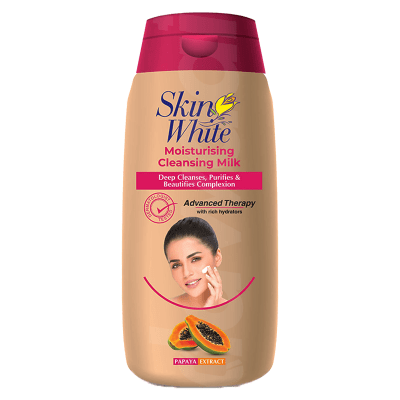 Skin
White
Moisturising
Cleansing Milk
Deep Cleanses, Purifies &
Beautifies Complexion
Advanced Therapy
with rich hydrators
PAPAYA EXTRACT